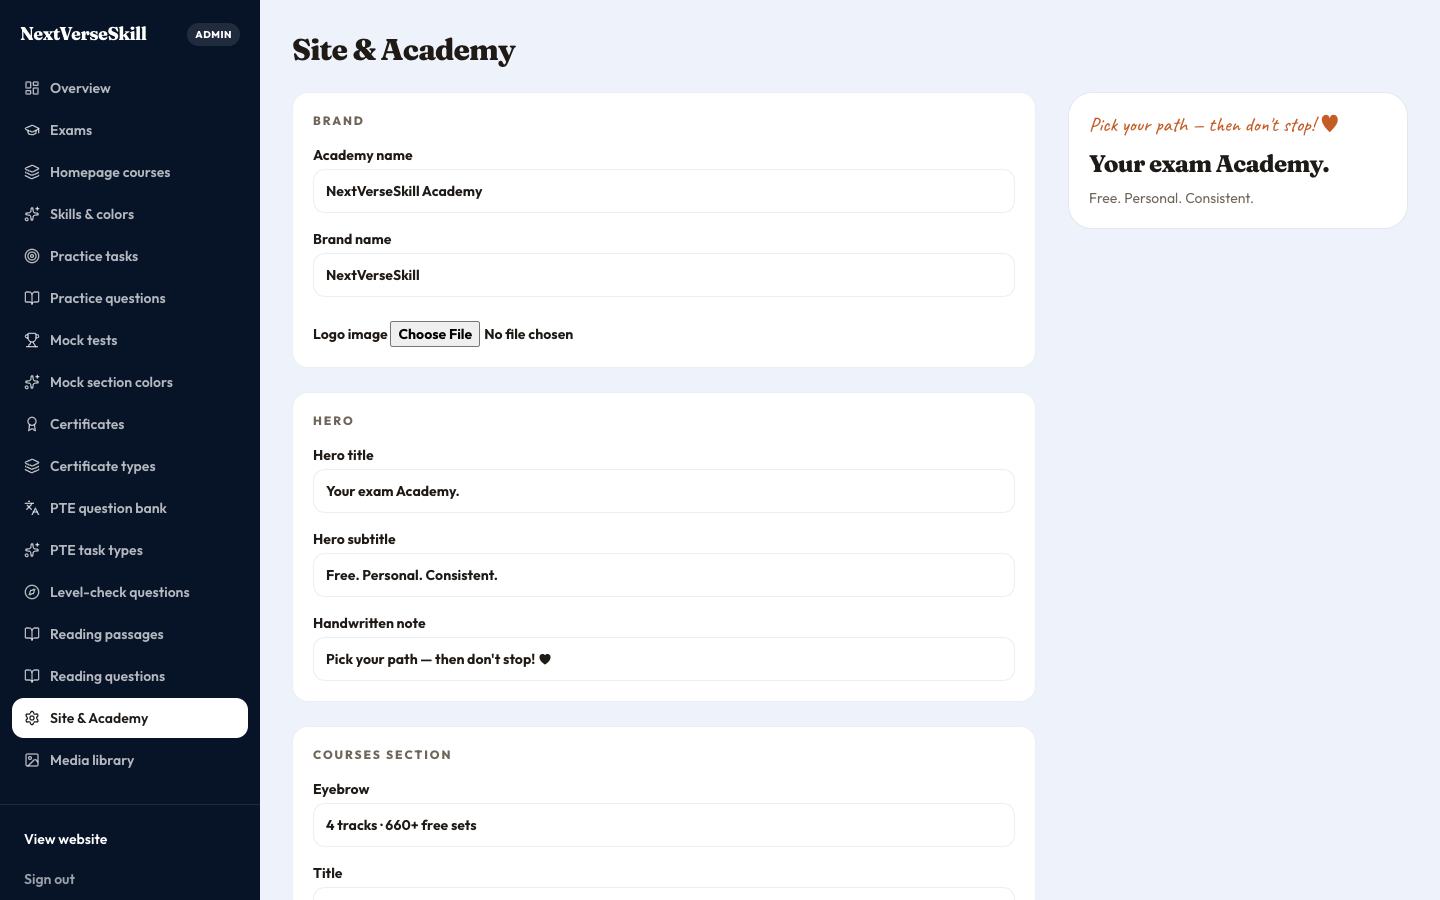 NextVerseSkill
ADMIN
Overview
Exams
Homepage courses
Skills & colors
Practice tasks
Practice questions
Mock tests
Mock section colors
Certificates
Certificate types
PTE question bank
PTE task types
Level-check questions
Reading passages
Reading questions
Site & Academy
Media library
View website
Sign out
Site & Academy
BRAND
Academy name
NextVerseSkill Academy
Brand name
NextVerseSkill
Logo image Choose File No file chosen
HERO
Hero title
Your exam Academy.
Hero subtitle
Free. Personal. Consistent.
Handwritten note
Pick your path — then don't stop! ♥
COURSES SECTION
Eyebrow
4 tracks · 660+ free sets
Title
Pick your path — then don't stop! ♥
Your exam Academy.
Free. Personal. Consistent.